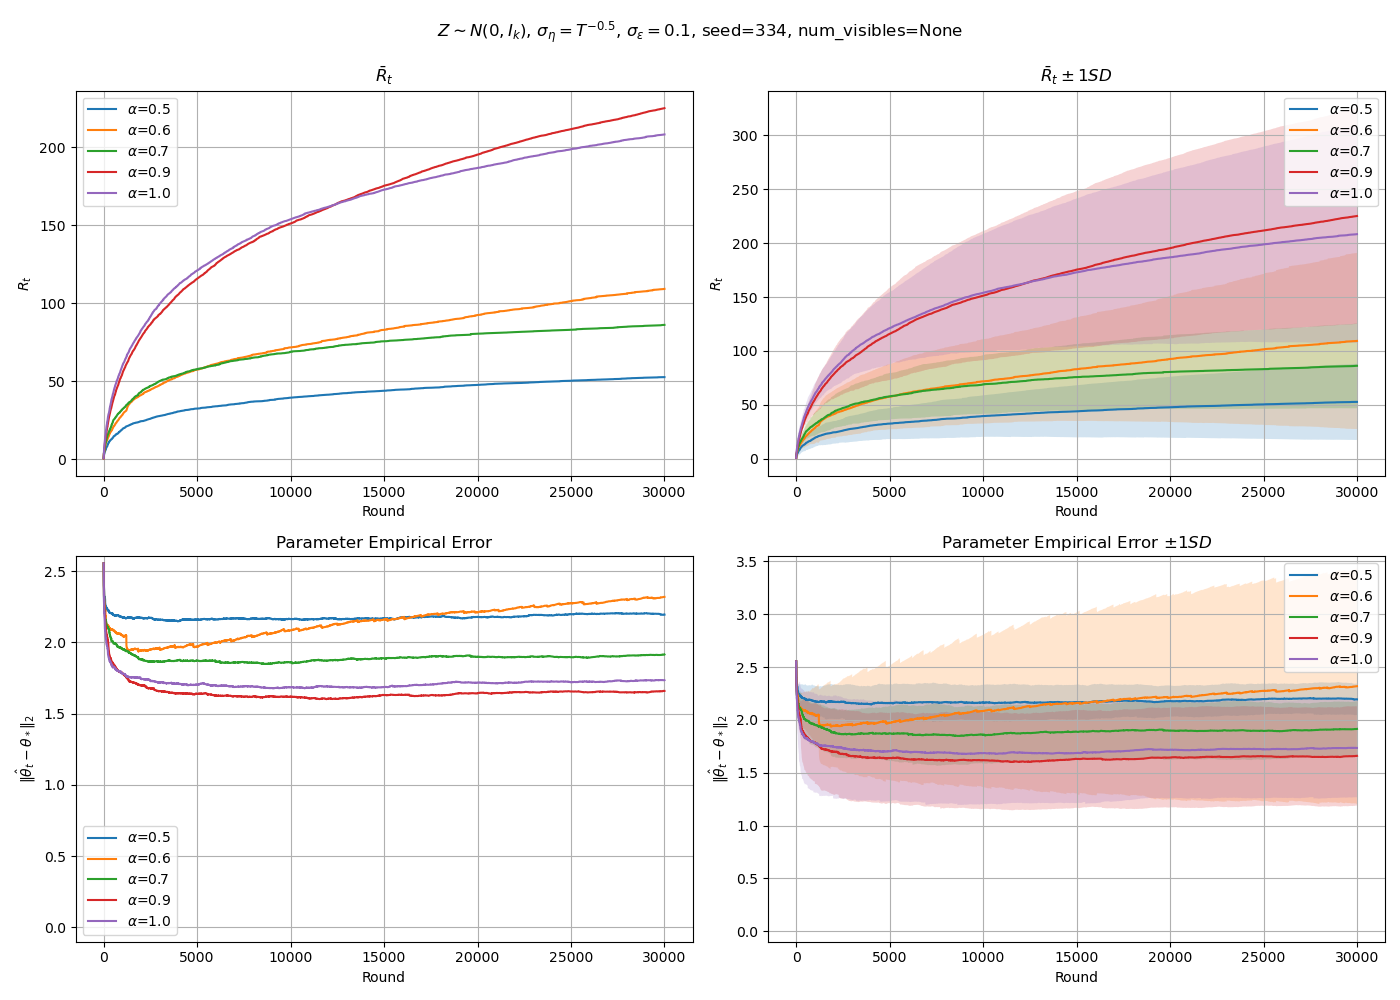 Z ~ N(0, I_k), σ_η = T^{-0.5}, σ_ε = 0.1, seed=334, num_visibles=None
R̄_t
R̄_t ± 1SD
α=0.5
α=0.6
α=0.7
α=0.9
α=1.0
R_t
200
150
100
50
0
0 5000 10000 15000 20000 25000 30000
Round
α=0.5
α=0.6
α=0.7
α=0.9
α=1.0
R_t
300
250
200
150
100
50
0
0 5000 10000 15000 20000 25000 30000
Round
Parameter Empirical Error
‖θ̂_t − θ_*‖_2
2.5
2.0
1.5
1.0
0.5
0.0
α=0.5
α=0.6
α=0.7
α=0.9
α=1.0
0 5000 10000 15000 20000 25000 30000
Round
Parameter Empirical Error ±1SD
α=0.5
α=0.6
α=0.7
α=0.9
α=1.0
‖θ̂_t − θ_*‖_2
3.5
3.0
2.5
2.0
1.5
1.0
0.5
0.0
0 5000 10000 15000 20000 25000 30000
Round